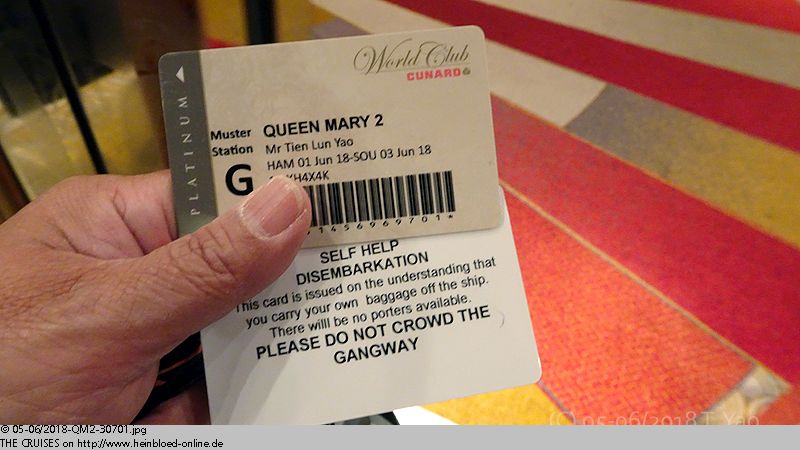 World Club
CUNARD
PLATINUM
Muster
Station
G
QUEEN MARY 2
Mr Tien Lun Yao
HAM 01 Jun 18-SOU 03 Jun 18
SELF HELP
DISEMBARKATION
This card is issued on the understanding that
you carry your own baggage off the ship.
There willl be no porters available.
PLEASE DO NOT CROWD THE
GANGWAY
(C) 05-06/2018 T. Yao
© 05-06/2018-QM2-30701.jpg
THE CRUISES on http://www.heinbloed-online.de